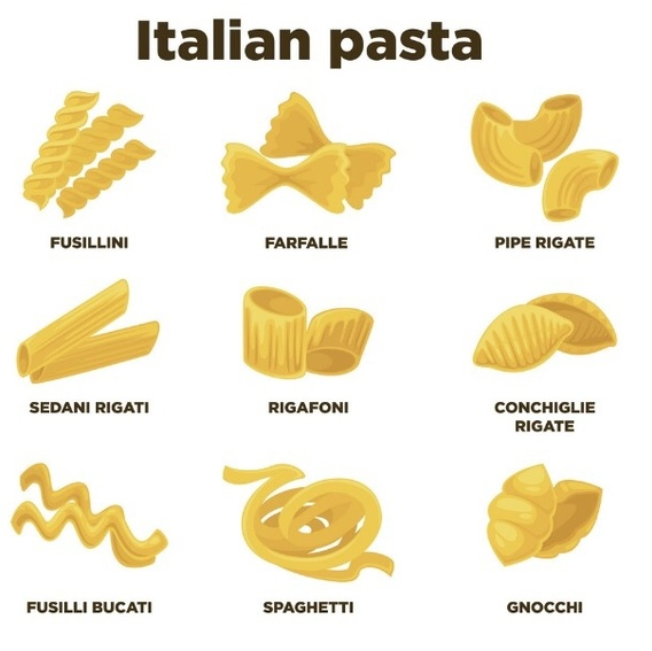 Italian pasta
FUSILLINI
FARFALLE
PIPE RIGATE
SEDANI RIGATI
RIGAFONI
CONCHIGLIE
RIGATE
FUSILLI BUCATI
SPAGHETTI
GNOCCHI